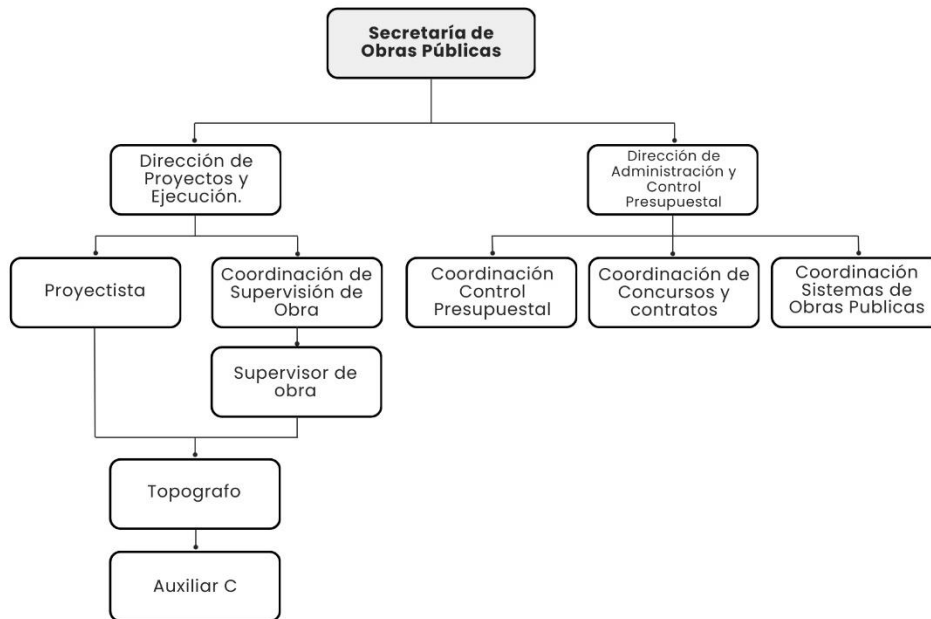 Secretaría de
Obras Públicas
Dirección de
Proyectos y
Ejecución.
Dirección de
Administración y
Control
Presupuestal
Proyectista
Coordinación de
Supervisión de
Obra
Coordinación
Control
Presupuestal
Coordinación de
Concursos y
contratos
Coordinación
Sistemas de
Obras Publicas
Supervisor de
obra
Topografo
Auxiliar C